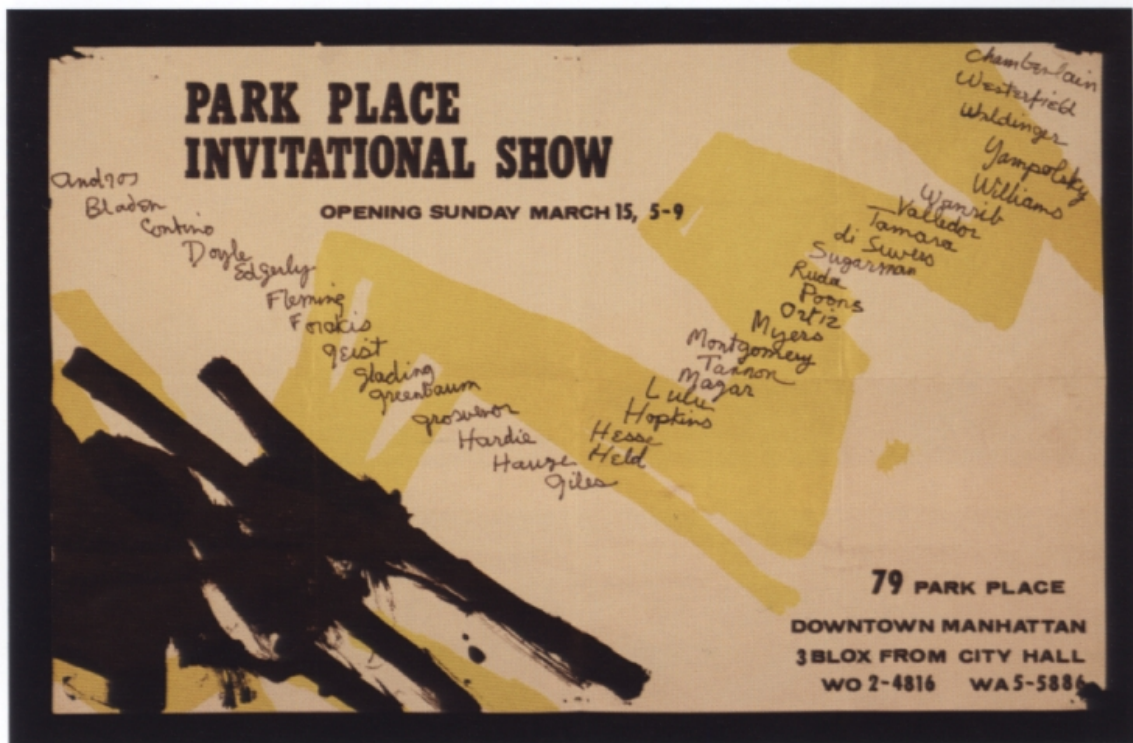 PARK PLACE
INVITATIONAL SHOW
OPENING SUNDAY MARCH 15, 5-9
Andros
Bladen
Contino
Doyle
Edgerly
Fleming
Forakis
Geist
Glading
Greenbaum
Grosvenor
Hardie
Hauze
Giles
Held
Hesse
Hopkins
Lulu
Magar
Tannon
Montgomery
Myers
Ortiz
Poons
Ruda
Sugarman
di Suvero
Tamara
Valledor
Wanrib
Williams
Yampolsky
Waldinger
Westerfield
Chamberlain
79 PARK PLACE
DOWNTOWN MANHATTAN
3 BLOX FROM CITY HALL
WO 2-4816 WA 5-5886